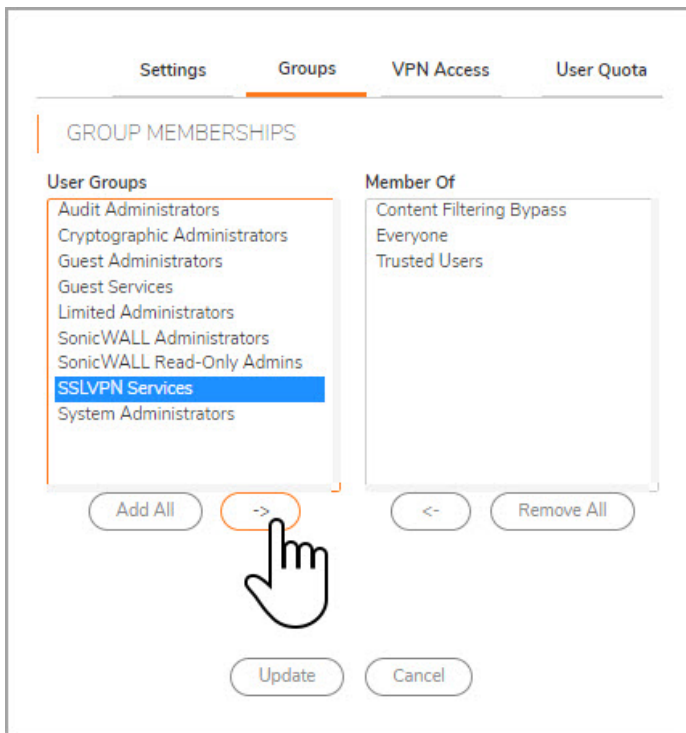 Settings Groups VPN Access User Quota
GROUP MEMBERSHIPS
User Groups
Audit Administrators
Cryptographic Administrators
Guest Administrators
Guest Services
Limited Administrators
SonicWALL Administrators
SonicWALL Read-Only Admins
SSLVPN Services
System Administrators
Member Of
Content Filtering Bypass
Everyone
Trusted Users
Add All -> <- Remove All
Update Cancel